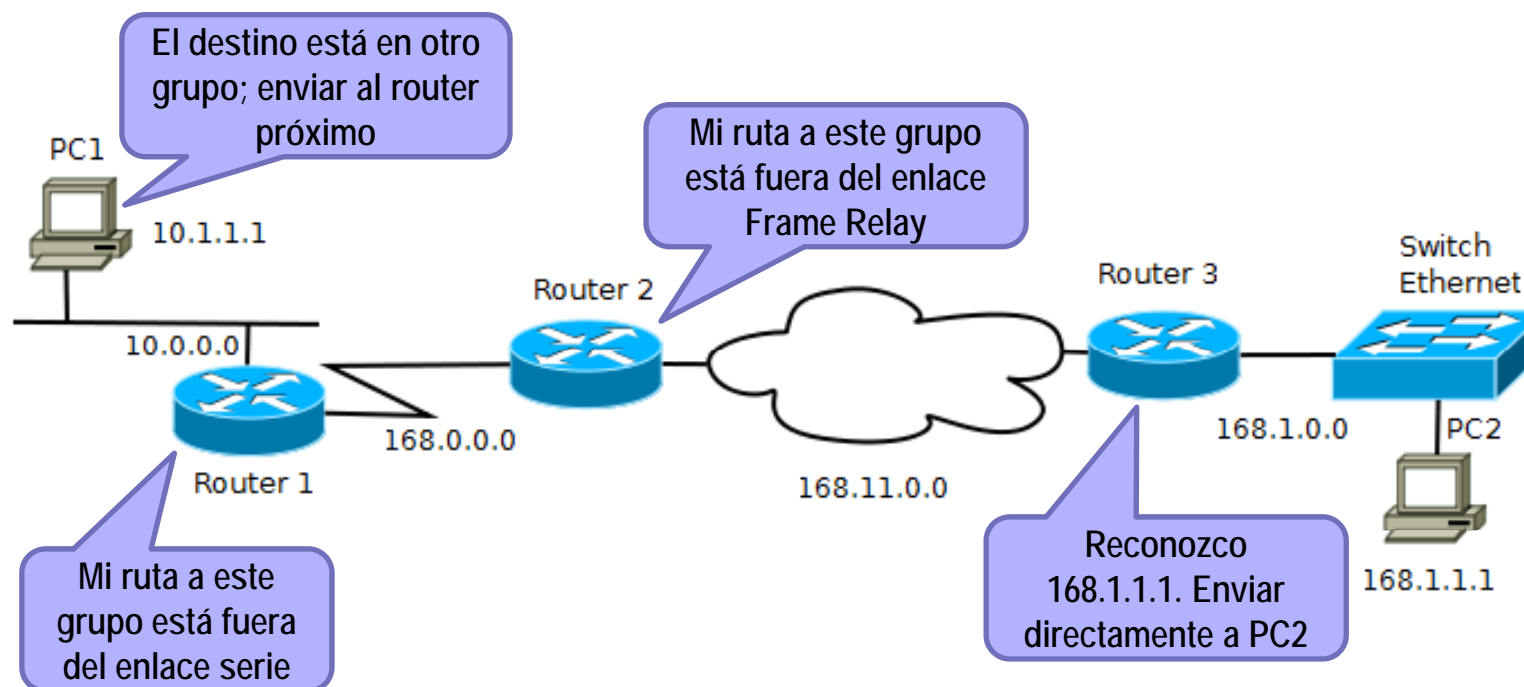 El destino está en otro
grupo; enviar al router
próximo
PC1
10.1.1.1
Mi ruta a este grupo
está fuera del enlace
Frame Relay
Switch
Ethernet
Router 3
Router 2
10.0.0.0
168.0.0.0
Router 1
168.11.0.0
168.1.0.0
PC2
168.1.1.1
Mi ruta a este
grupo está fuera
del enlace serie
Reconozco
168.1.1.1. Enviar
directamente a PC2